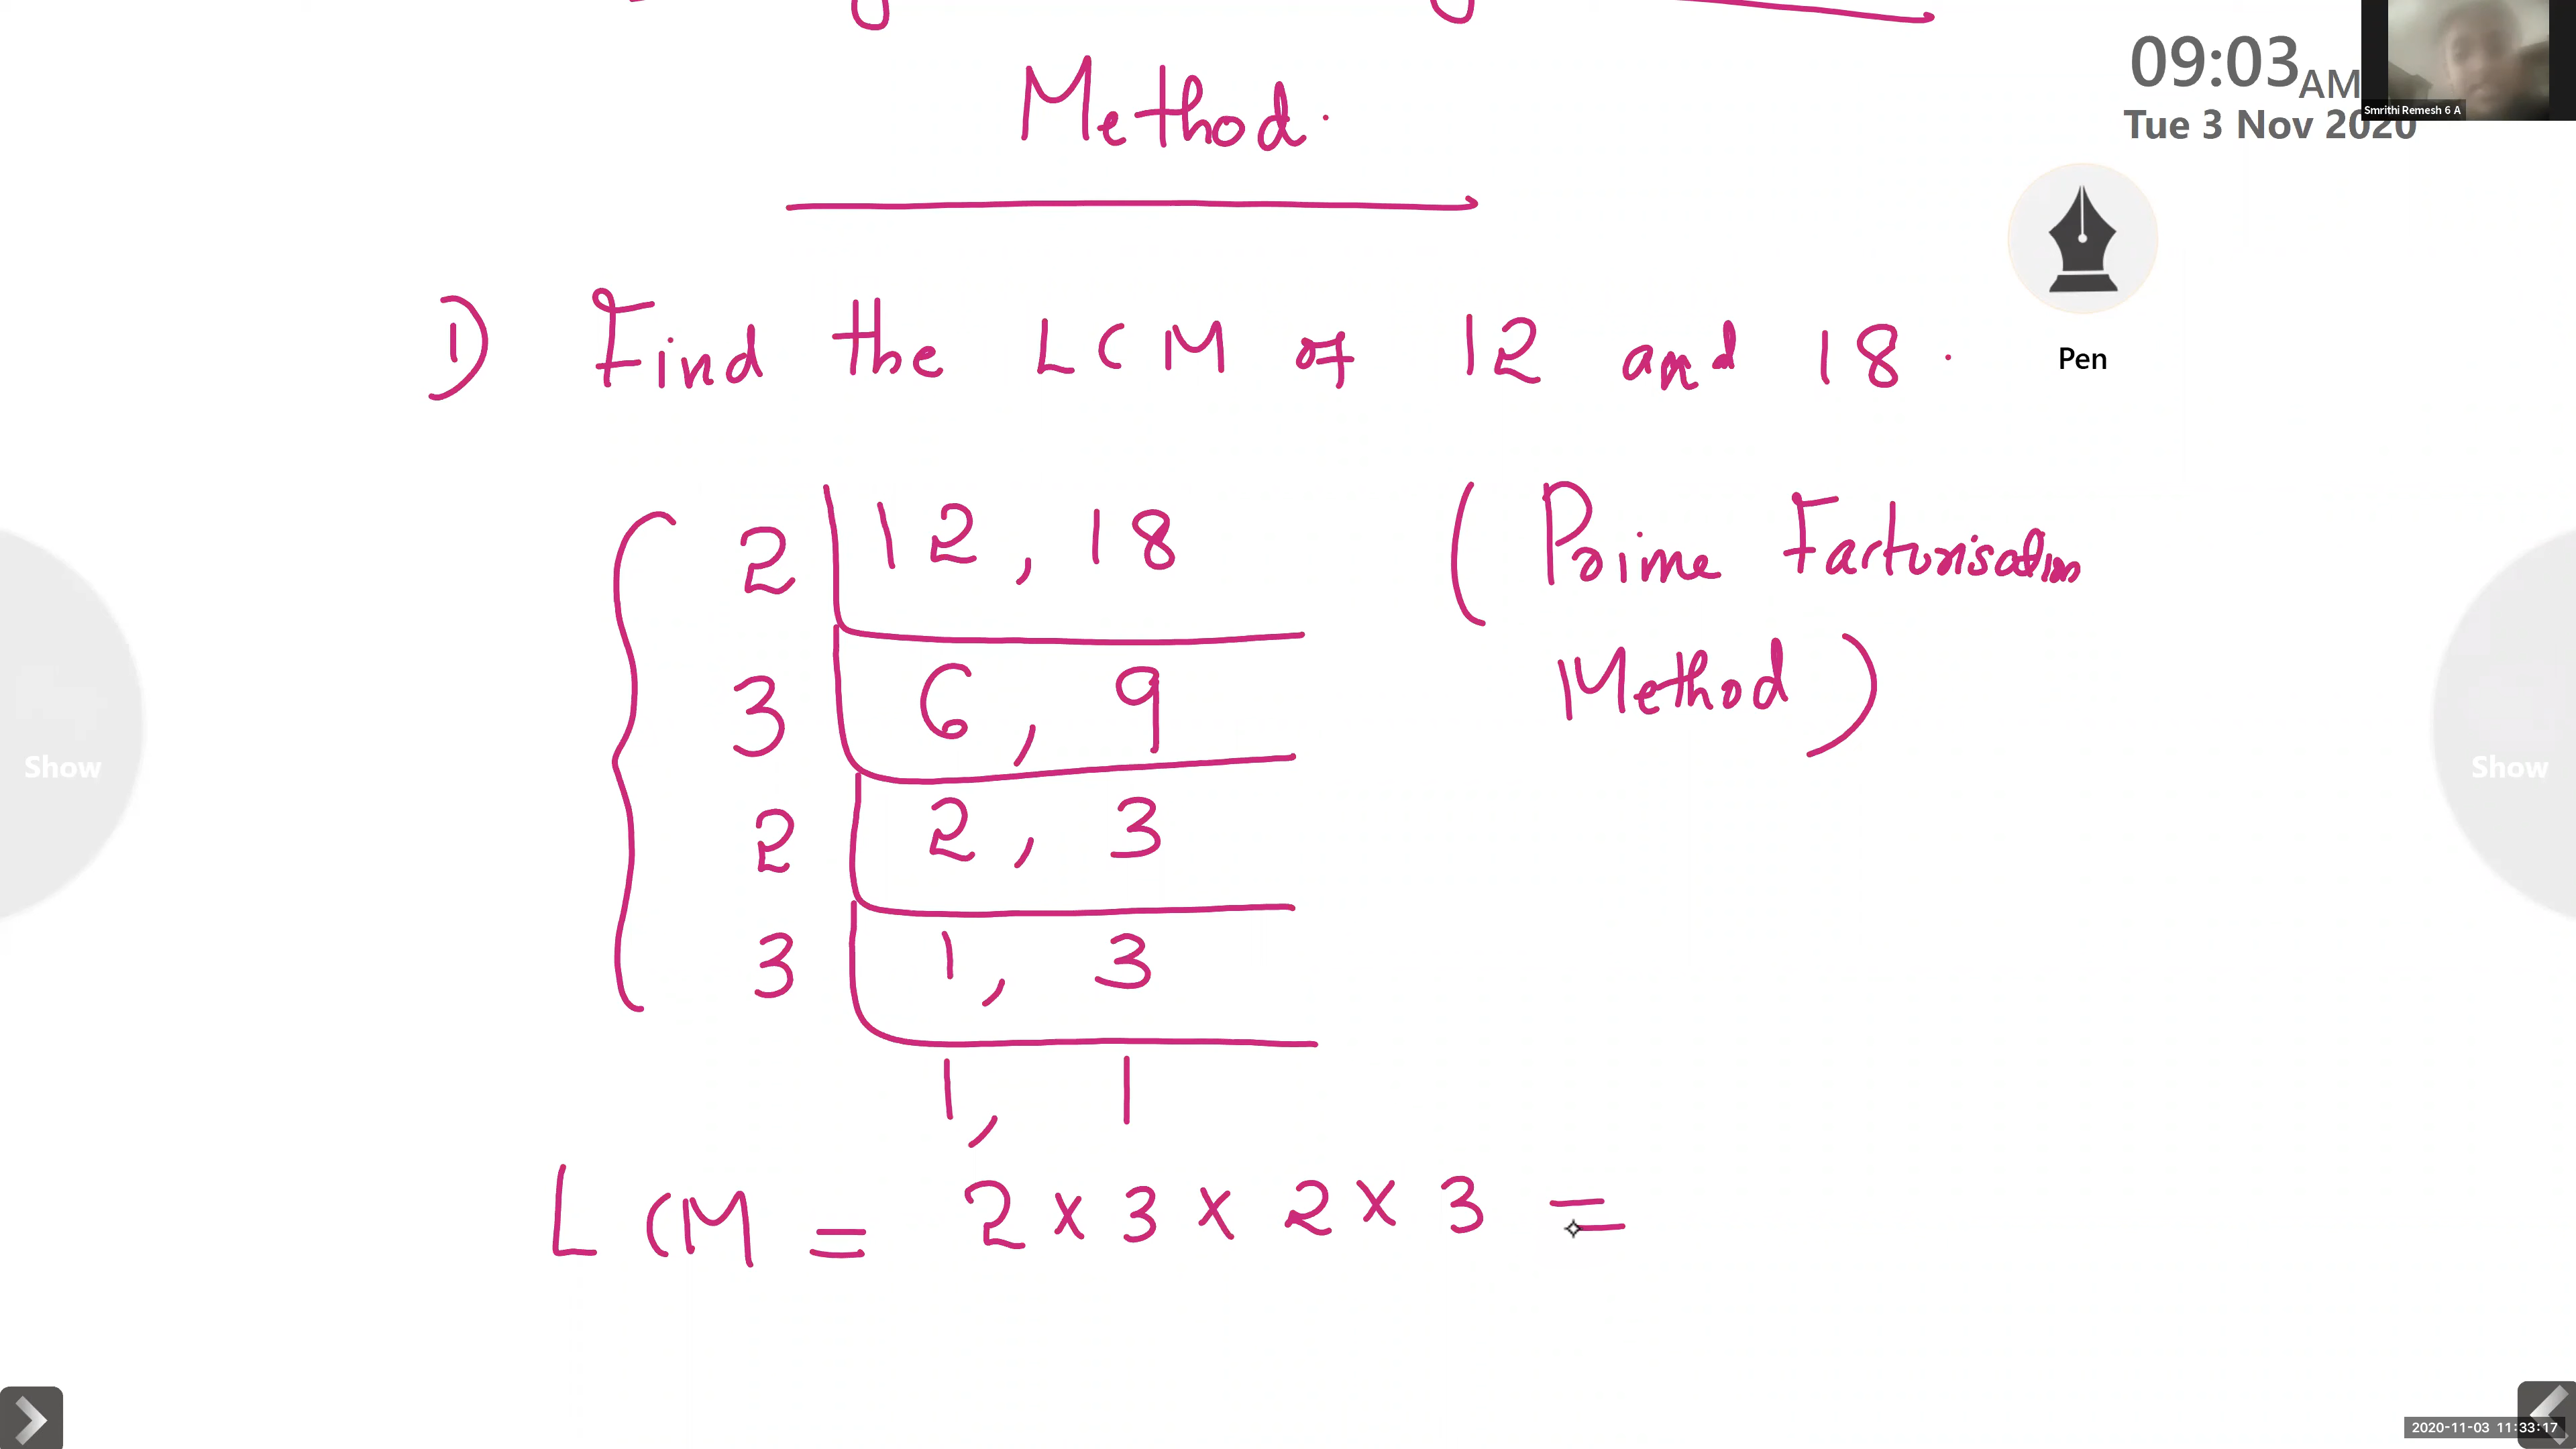 Method.
09:03 AM
Smrithi Remesh 6 A
Tue 3 Nov 2020
Pen
1) Find the LCM of 12 and 18.
2 12, 18
(Prime Factorisation
3 6, 9
Method)
2 2, 3
3 1, 3
1, 1
LCM = 2 x 3 x 2 x 3 =
Show
Show
2020-11-03 11:33:17